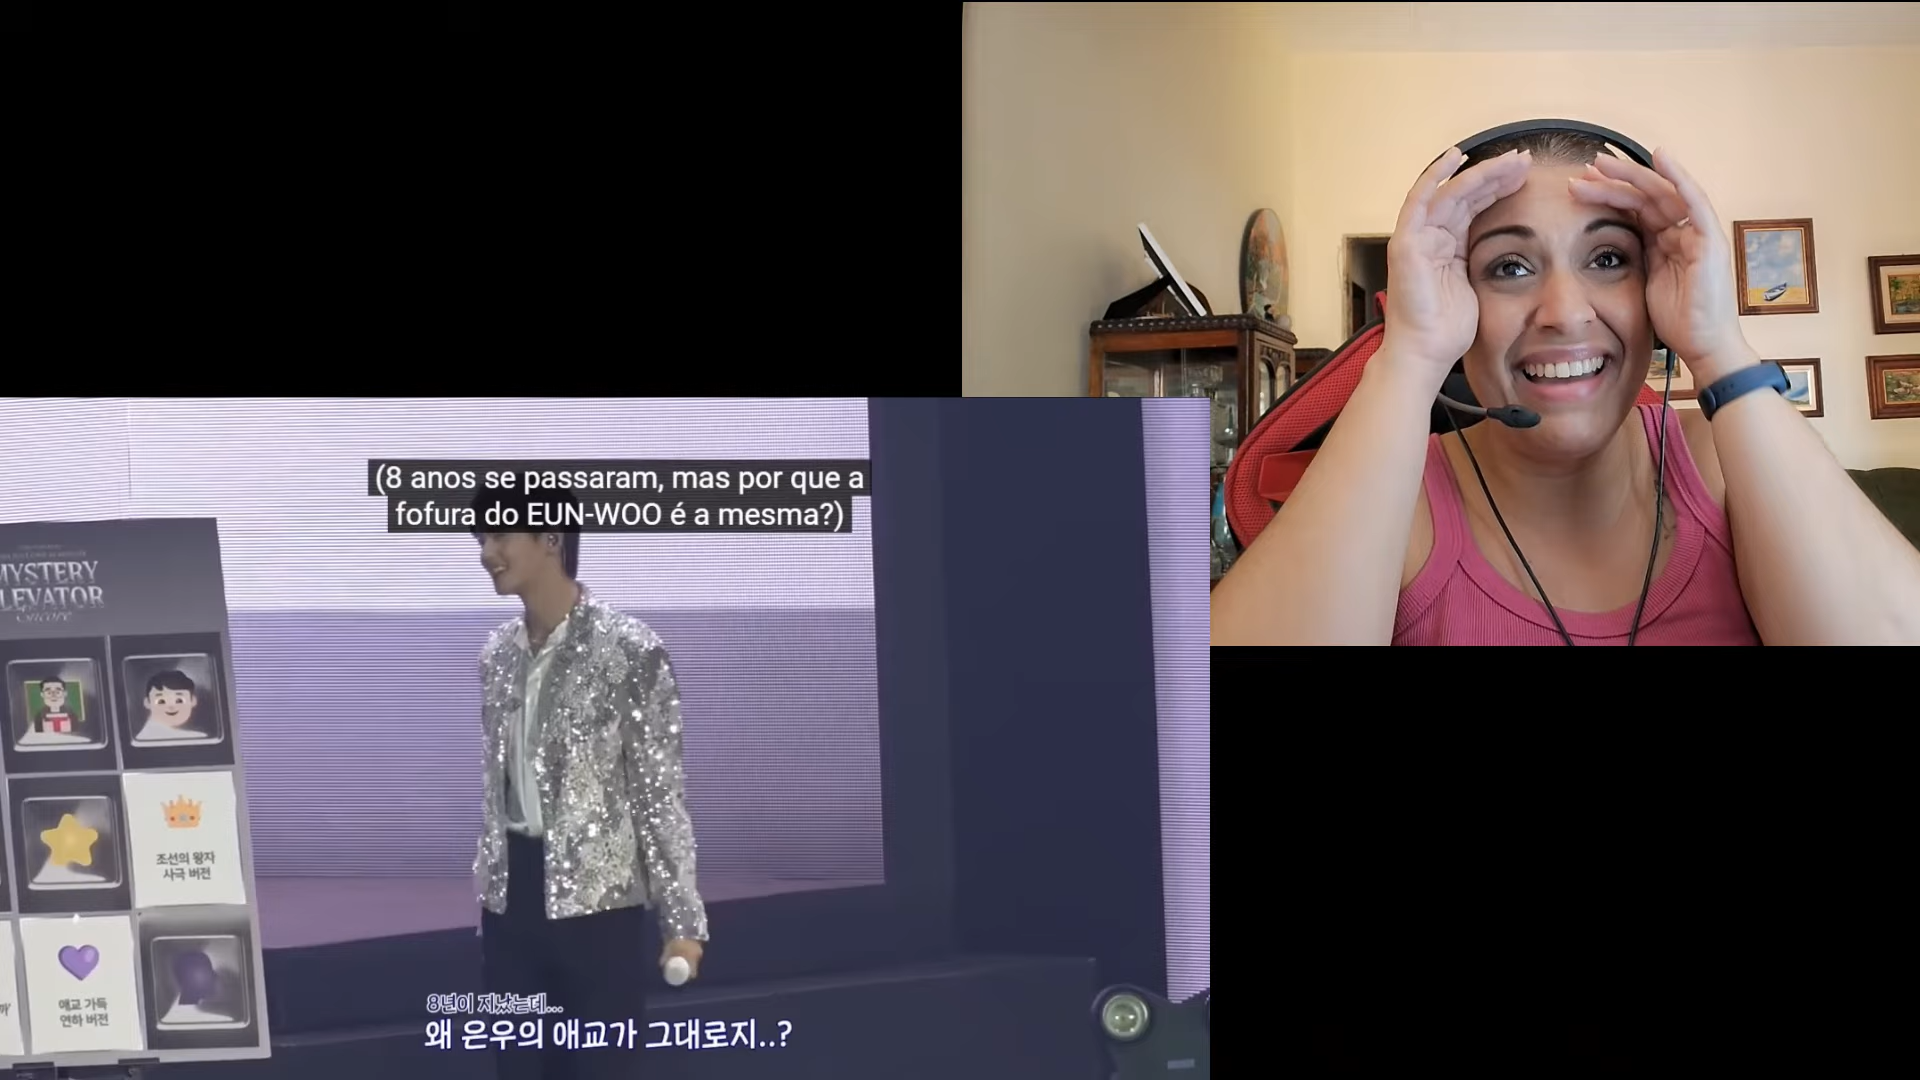 (8 anos se passaram, mas por que a
fofura do EUN-WOO é a mesma?)
MYSTERY
ELEVATOR
Encore
조선의 왕자
사극 버전
애교 가득
연하 버전
8년이 지났는데...
왜 은우의 애교가 그대로지..?